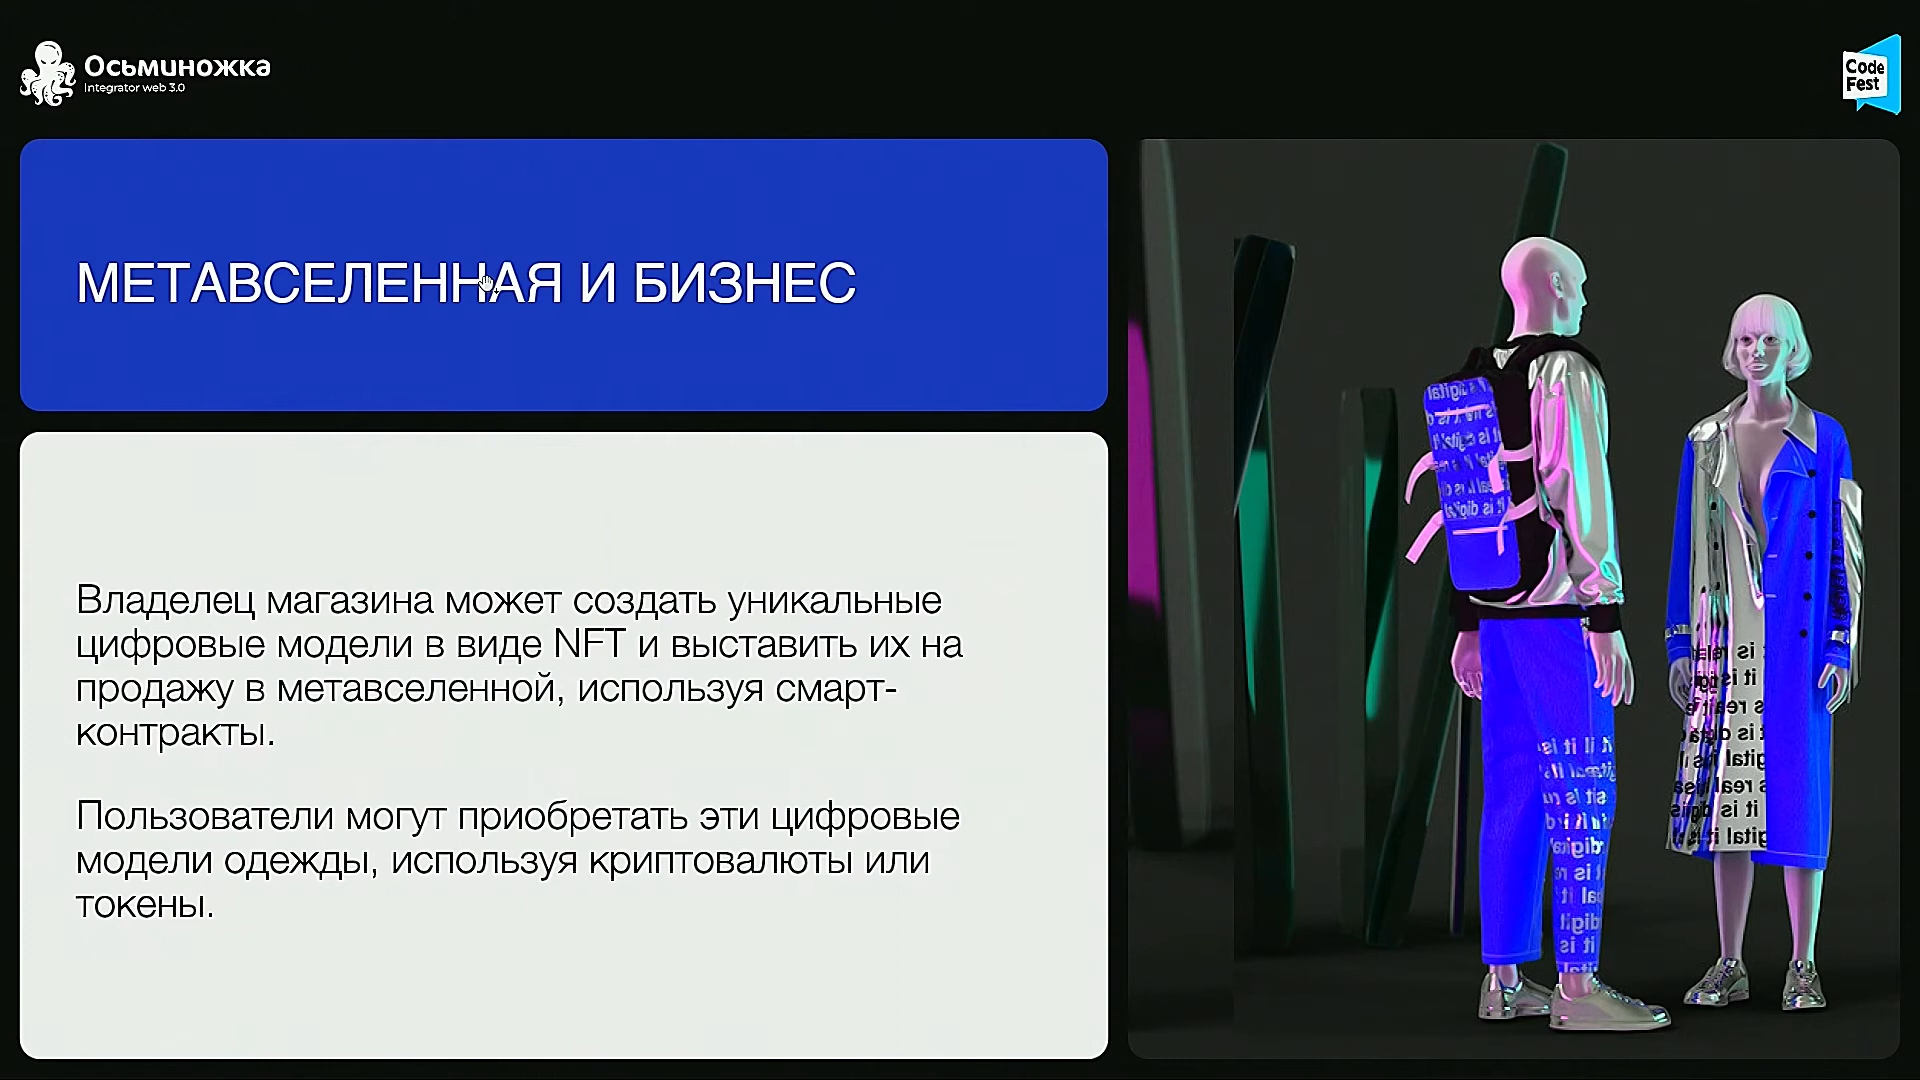 Осьминожка
Integrator web 3.0
Code
Fest
МЕТАВСЕЛЕННАЯ И БИЗНЕС
Владелец магазина может создать уникальные
цифровые модели в виде NFT и выставить их на
продажу в метавселенной, используя смарт-
контракты.
Пользователи могут приобретать эти цифровые
модели одежды, используя криптовалюты или
токены.